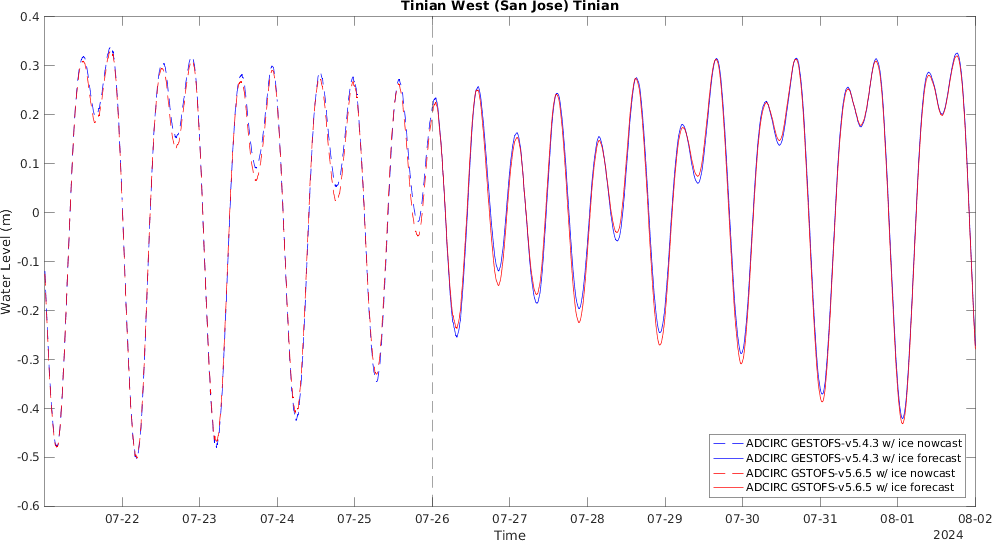 Tinian West (San Jose) Tinian
0.4
0.3
0.2
0.1
0
-0.1
-0.2
-0.3
-0.4
-0.5
-0.6
Water Level (m)
ADCIRC GESTOFS-v5.4.3 w/ ice nowcast
ADCIRC GESTOFS-v5.4.3 w/ ice forecast
ADCIRC GSTOFS-v5.6.5 w/ ice nowcast
ADCIRC GSTOFS-v5.6.5 w/ ice forecast
07-22 07-23 07-24 07-25 07-26 07-27 07-28 07-29 07-30 07-31 08-01 08-02
Time
2024